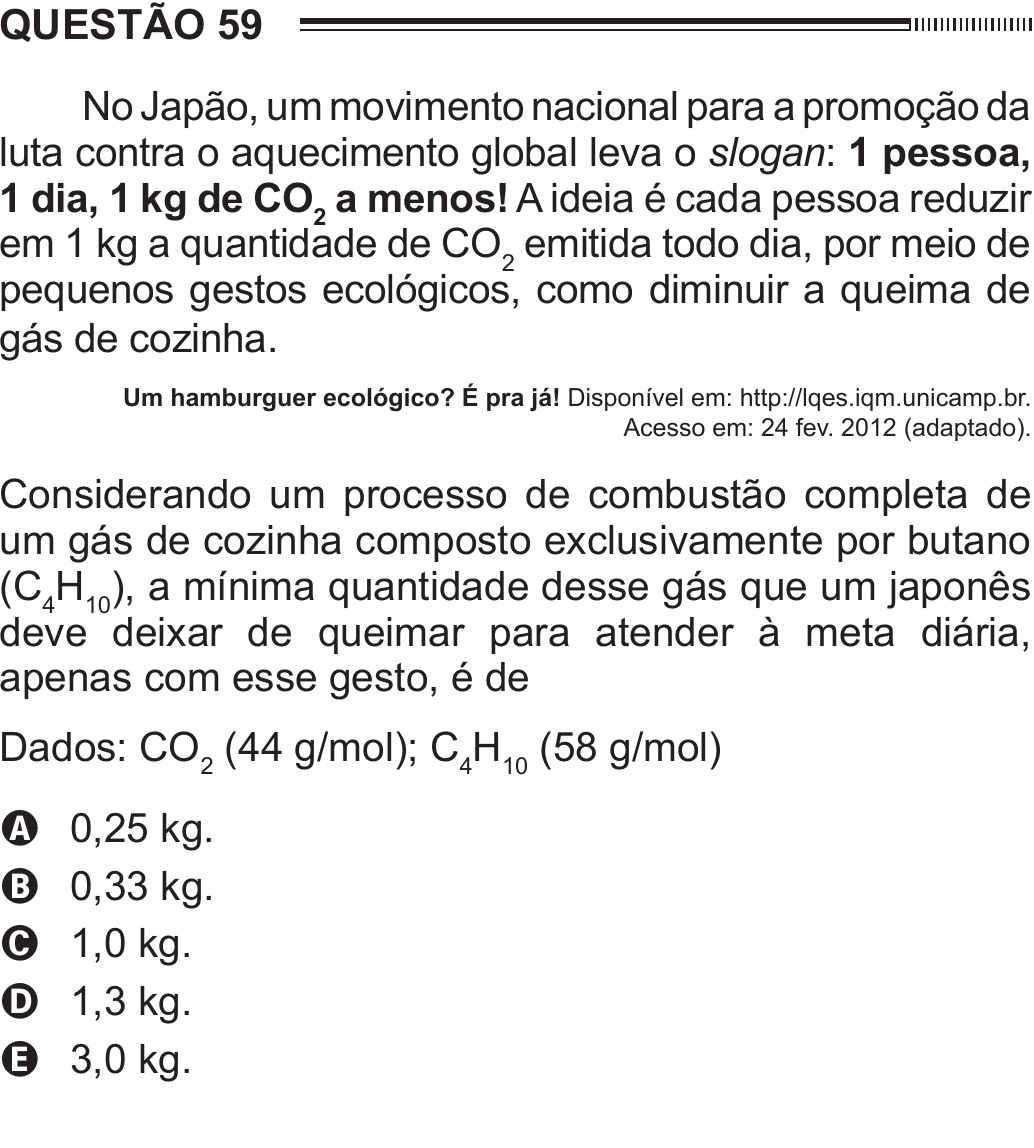 QUESTÃO 59
No Japão, um movimento nacional para a promoção da
luta contra o aquecimento global leva o slogan: 1 pessoa,
1 dia, 1 kg de CO₂ a menos! A ideia é cada pessoa reduzir
em 1 kg a quantidade de CO₂ emitida todo dia, por meio de
pequenos gestos ecológicos, como diminuir a queima de
gás de cozinha.
Um hamburguer ecológico? É pra já! Disponível em: http://lqes.iqm.unicamp.br.
Acesso em: 24 fev. 2012 (adaptado).
Considerando um processo de combustão completa de
um gás de cozinha composto exclusivamente por butano
(C₄H₁₀), a mínima quantidade desse gás que um japonês
deve deixar de queimar para atender à meta diária,
apenas com esse gesto, é de
Dados: CO₂ (44 g/mol); C₄H₁₀ (58 g/mol)
A 0,25 kg.
B 0,33 kg.
C 1,0 kg.
D 1,3 kg.
E 3,0 kg.